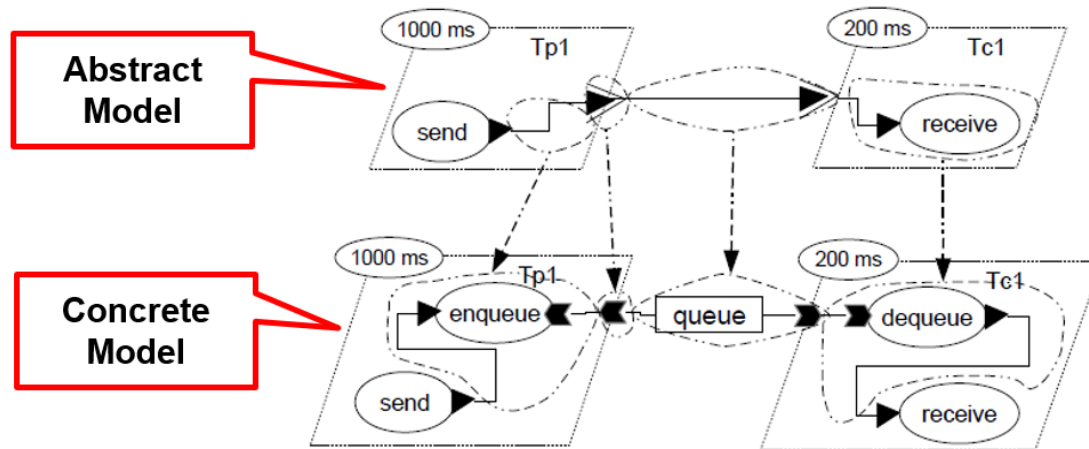 Abstract
Model
1000 ms
Tp1
send
200 ms
Tc1
receive
Concrete
Model
1000 ms
Tp1
enqueue
send
queue
200 ms
Tc1
dequeue
receive